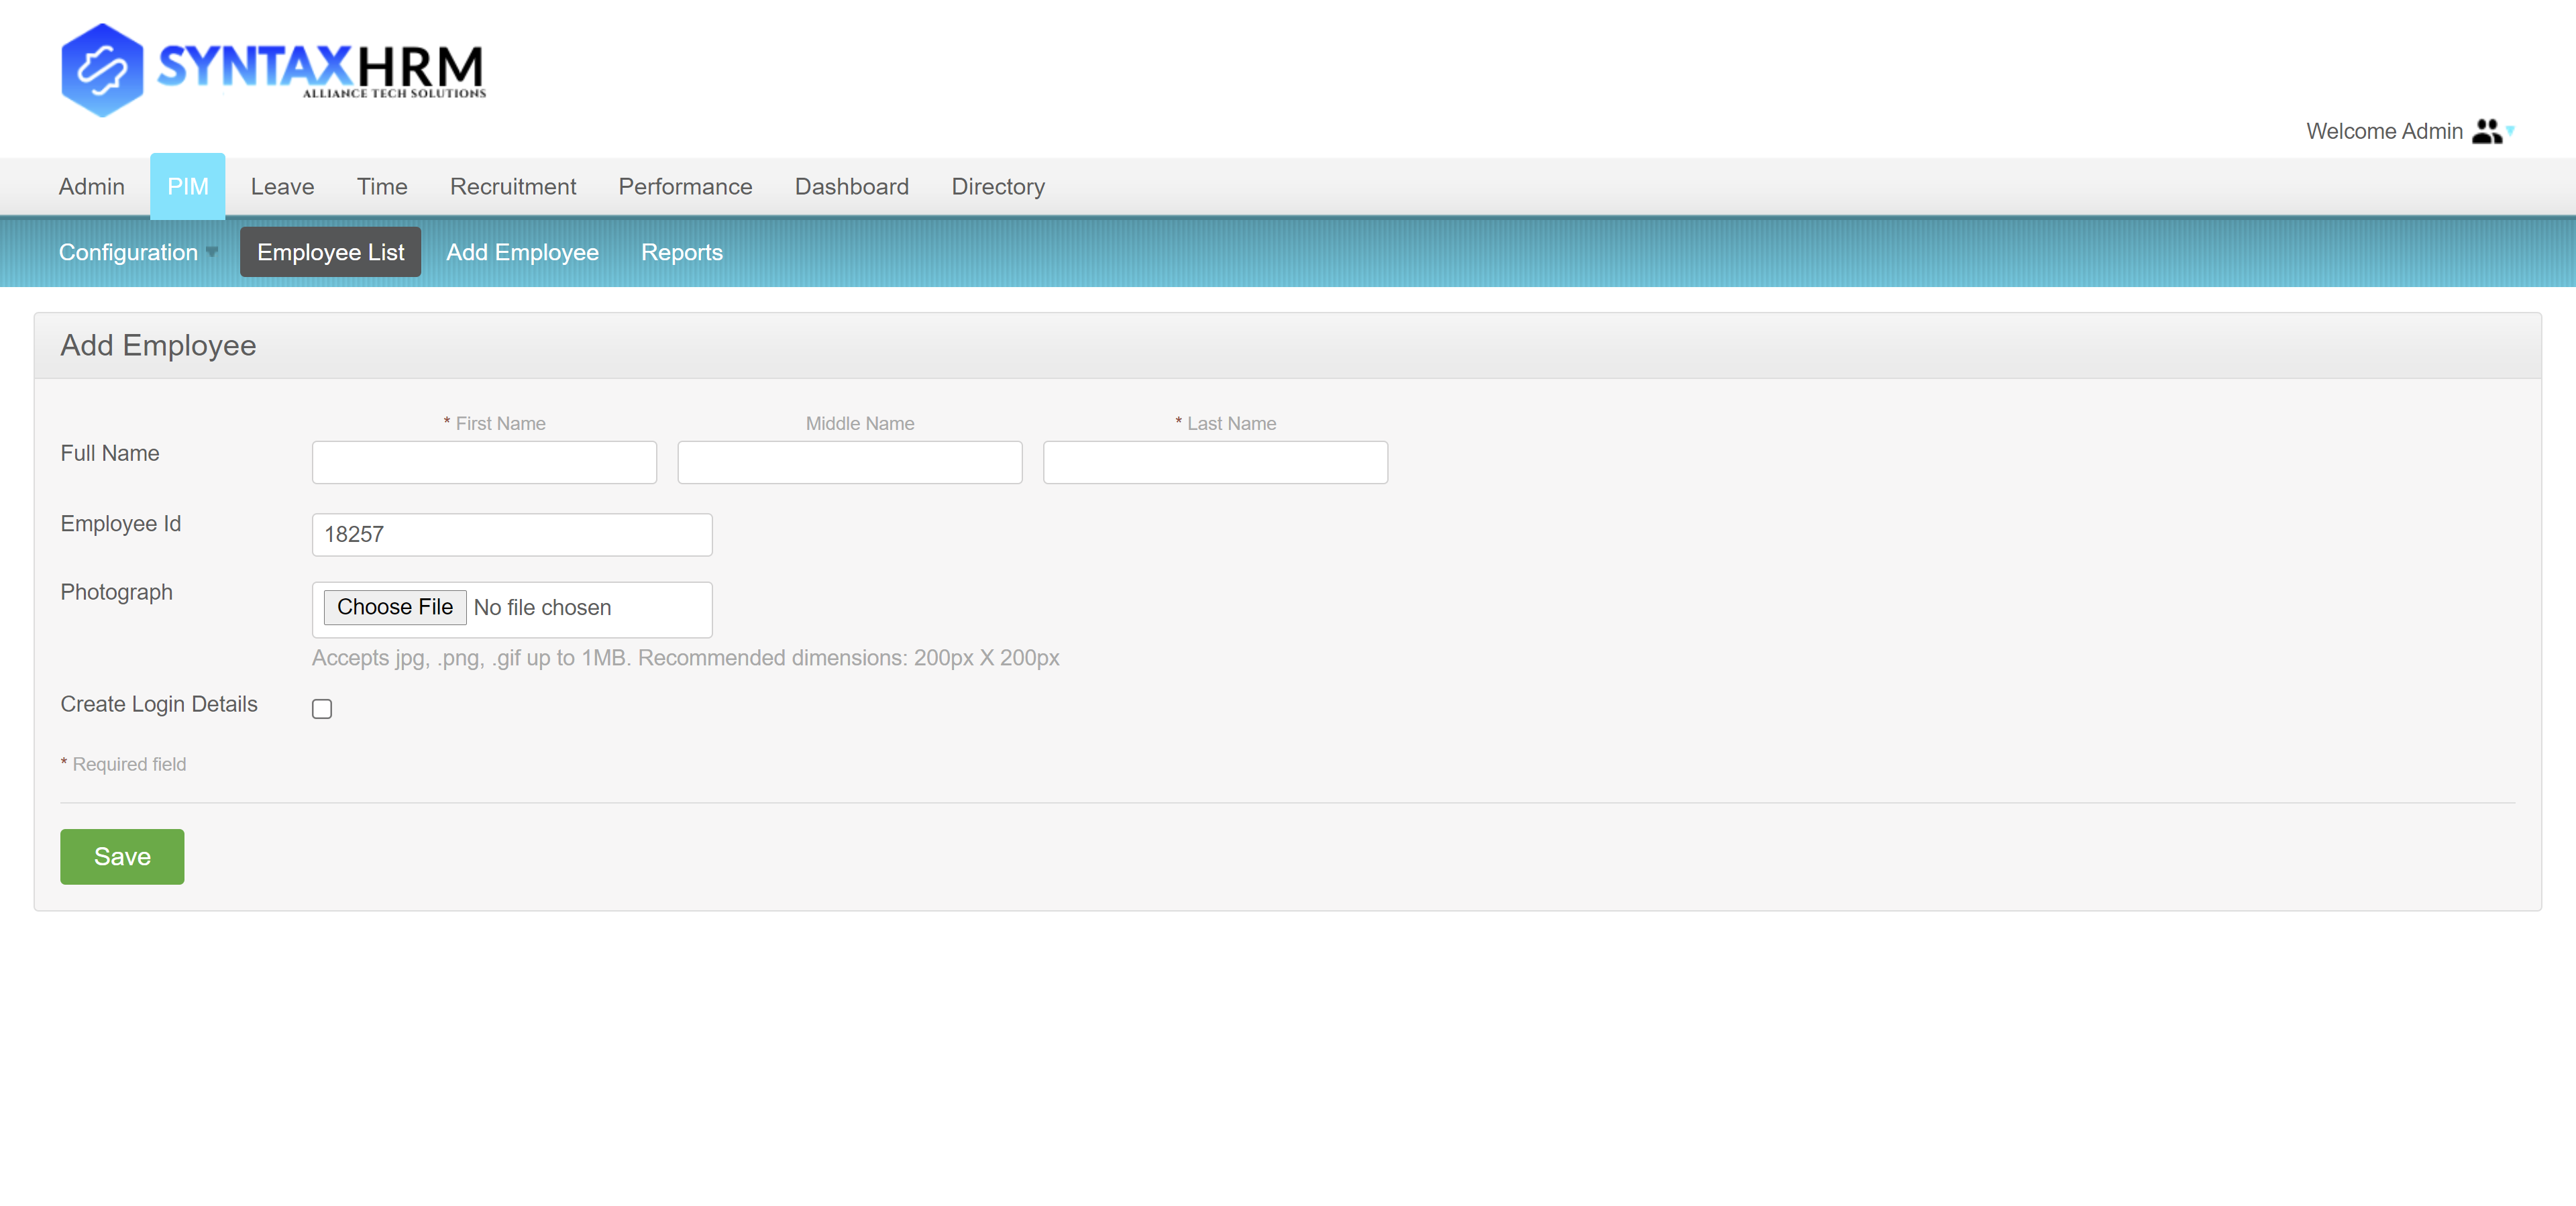 SYNTAXHRM
ALLIANCE TECH SOLUTIONS
Welcome Admin
Admin PIM Leave Time Recruitment Performance Dashboard Directory
Configuration Employee List Add Employee Reports
Add Employee
* First Name Middle Name * Last Name
Full Name
Employee Id 18257
Photograph Choose File No file chosen
Accepts jpg, .png, .gif up to 1MB. Recommended dimensions: 200px X 200px
Create Login Details
* Required field
Save